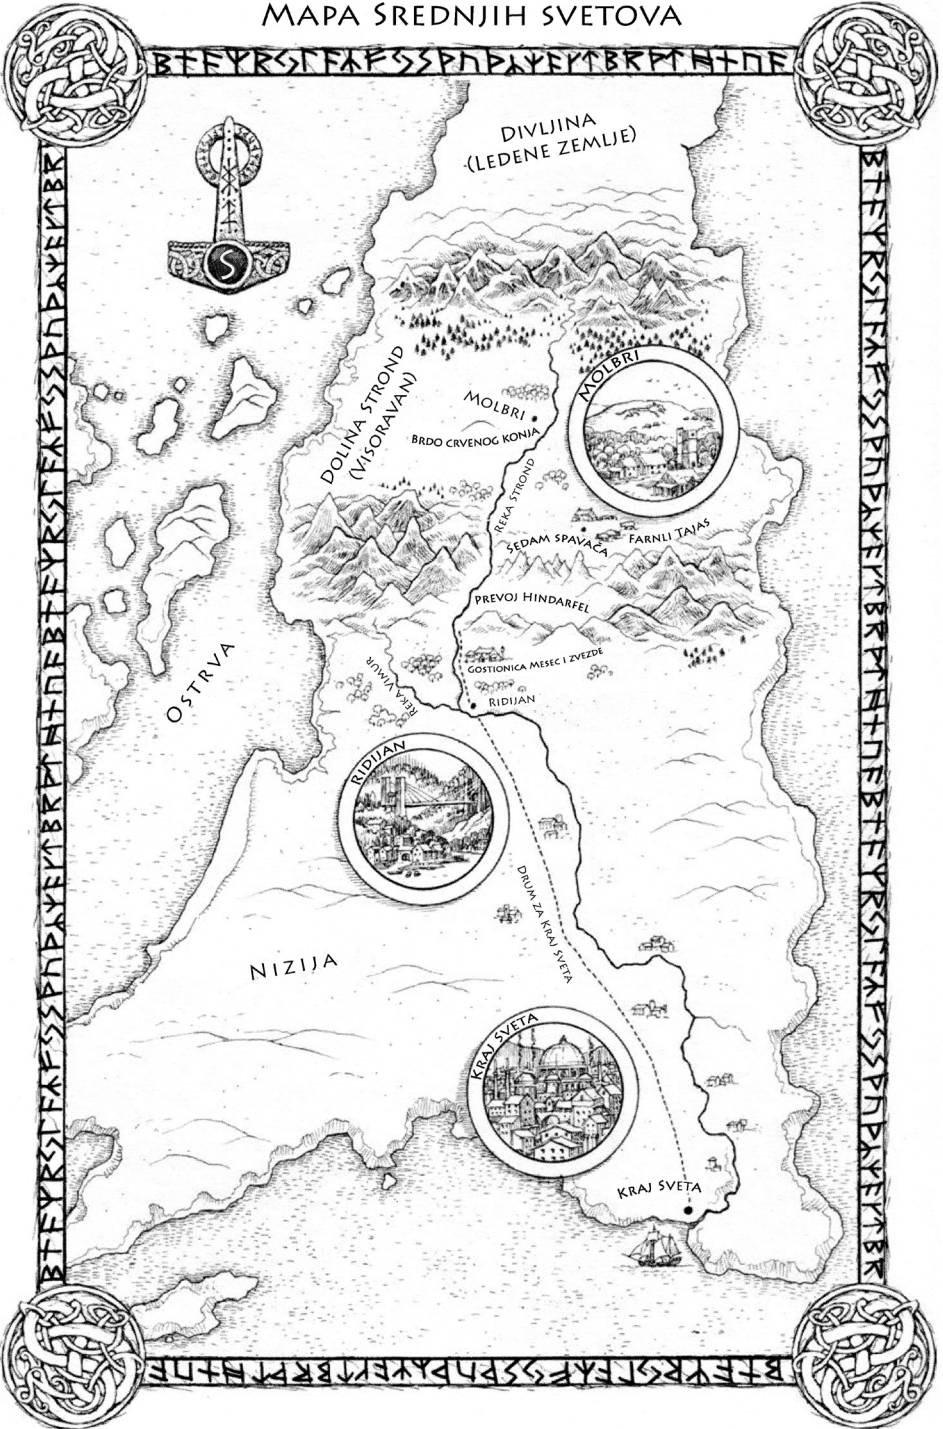 Mapa Srednjih svetova
Divljina
(Ledene zemlje)
S
Dolina Strond
(Visoravan)
Molbri
Molbri
Brdo crvenog konja
Reka Strond
Sedam spavača
Farnli Tajas
Prevoj Hindarfel
Ostrva
Reka Vimur
Gostionica Mesec i zvezde
Ridijan
Ridijan
Drum za Kraj Sveta
Nizija
Kraj Sveta
Kraj Sveta